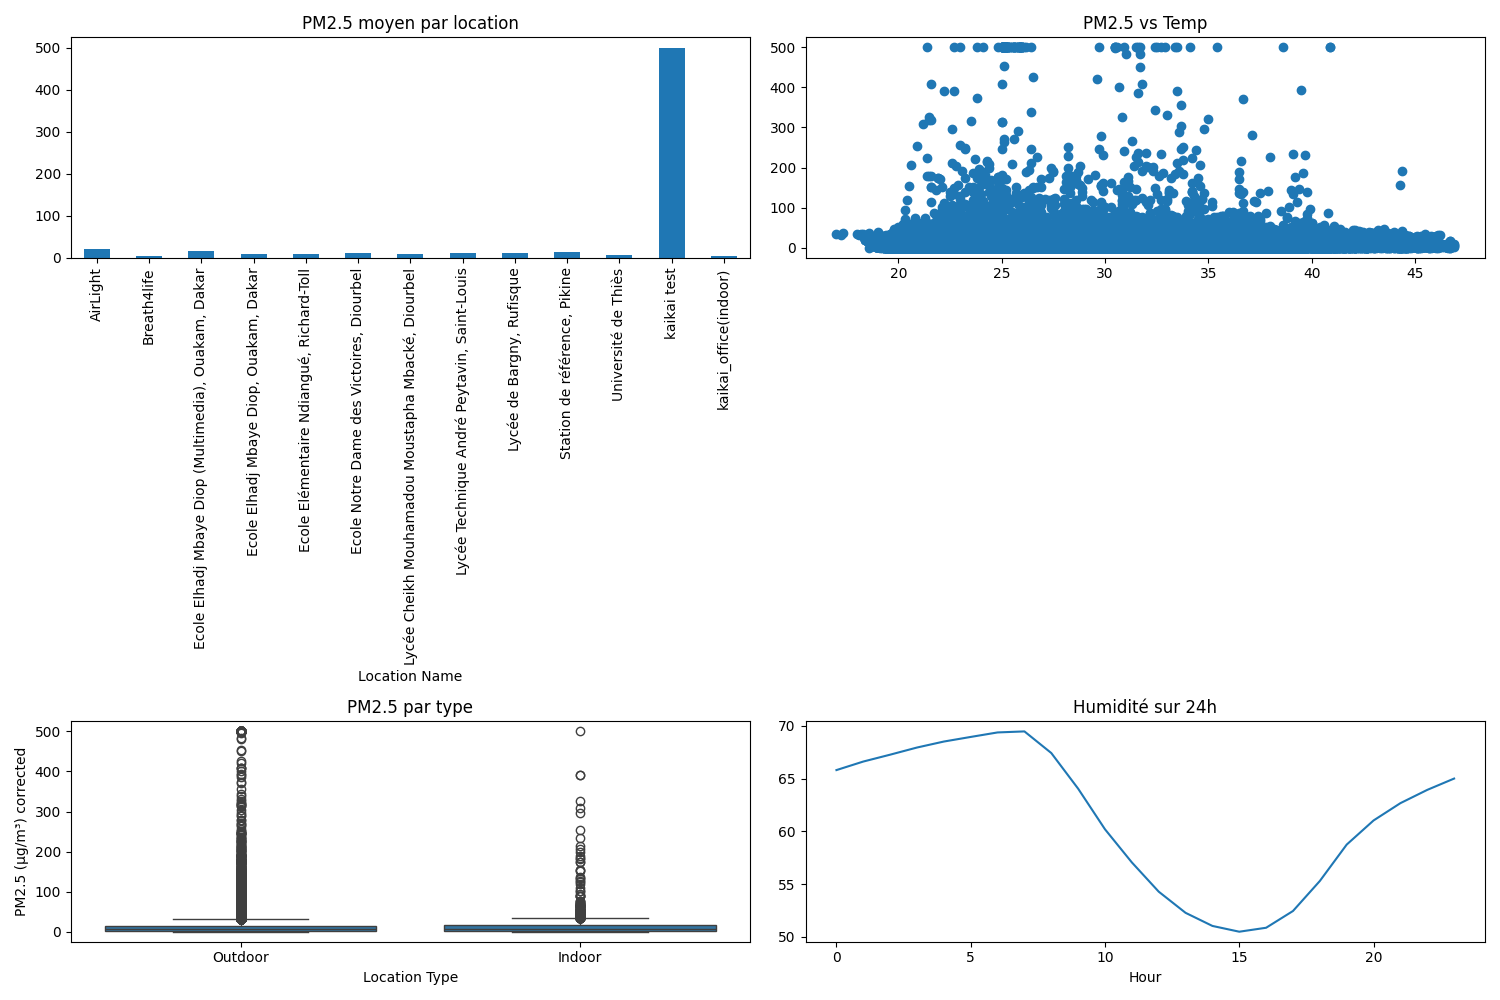 PM2.5 moyen par location
500
400
300
200
100
0
AirLight
Breath4life
Ecole Elhadj Mbaye Diop (Multimedia), Ouakam, Dakar
Ecole Elhadj Mbaye Diop, Ouakam, Dakar
Ecole Elémentaire Ndiangué, Richard-Toll
Ecole Notre Dame des Victoires, Diourbel
Lycée Cheikh Mouhamadou Moustapha Mbacké, Diourbel
Lycée Technique André Peytavin, Saint-Louis
Lycée de Bargny, Rufisque
Station de référence, Pikine
Université de Thiès
kaikai test
kaikai_office(indoor)
Location Name
PM2.5 vs Temp
500
400
300
200
100
0
20
25
30
35
40
45
PM2.5 par type
PM2.5 (µg/m³) corrected
500
400
300
200
100
0
Outdoor
Indoor
Location Type
Humidité sur 24h
70
65
60
55
50
0
5
10
15
20
Hour